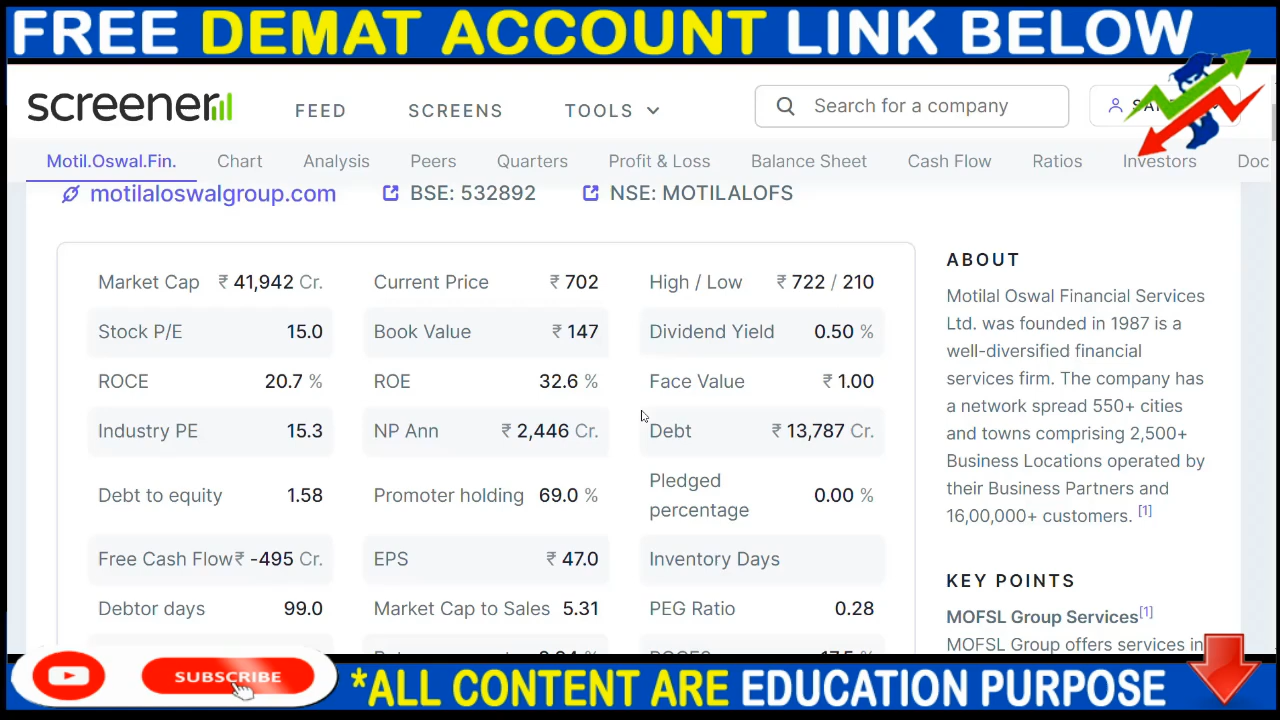 FREE DEMAT ACCOUNT LINK BELOW
screener
FEED
SCREENS
TOOLS
Search for a company
Motil.Oswal.Fin.
Chart
Analysis
Peers
Quarters
Profit & Loss
Balance Sheet
Cash Flow
Ratios
Investors
Doc
motilaloswalgroup.com
BSE: 532892
NSE: MOTILALOFS
Market Cap ₹ 41,942 Cr.
Current Price ₹ 702
High / Low ₹ 722 / 210
Stock P/E 15.0
Book Value ₹ 147
Dividend Yield 0.50 %
ROCE 20.7 %
ROE 32.6 %
Face Value ₹ 1.00
Industry PE 15.3
NP Ann ₹ 2,446 Cr.
Debt ₹ 13,787 Cr.
Debt to equity 1.58
Promoter holding 69.0 %
Pledged
percentage 0.00 %
Free Cash Flow ₹ -495 Cr.
EPS ₹ 47.0
Inventory Days
Debtor days 99.0
Market Cap to Sales 5.31
PEG Ratio 0.28
ABOUT
Motilal Oswal Financial Services
Ltd. was founded in 1987 is a
well-diversified financial
services firm. The company has
a network spread 550+ cities
and towns comprising 2,500+
Business Locations operated by
their Business Partners and
16,00,000+ customers. [1]
KEY POINTS
MOFSL Group Services[1]
MOFSL Group offers services in
SUBSCRIBE
*ALL CONTENT ARE EDUCATION PURPOSE